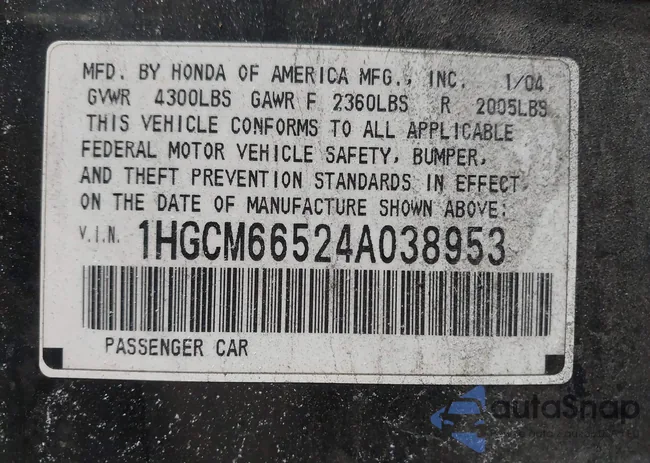 MFD. BY HONDA OF AMERICA MFG., INC. 1/04
GVWR 4300LBS GAWR F 2360LBS R 2005LBS
THIS VEHICLE CONFORMS TO ALL APPLICABLE
FEDERAL MOTOR VEHICLE SAFETY, BUMPER,
AND THEFT PREVENTION STANDARDS IN EFFECT
ON THE DATE OF MANUFACTURE SHOWN ABOVE:
V.I.N. 1HGCM66524A038953
PASSENGER CAR
autoSnap